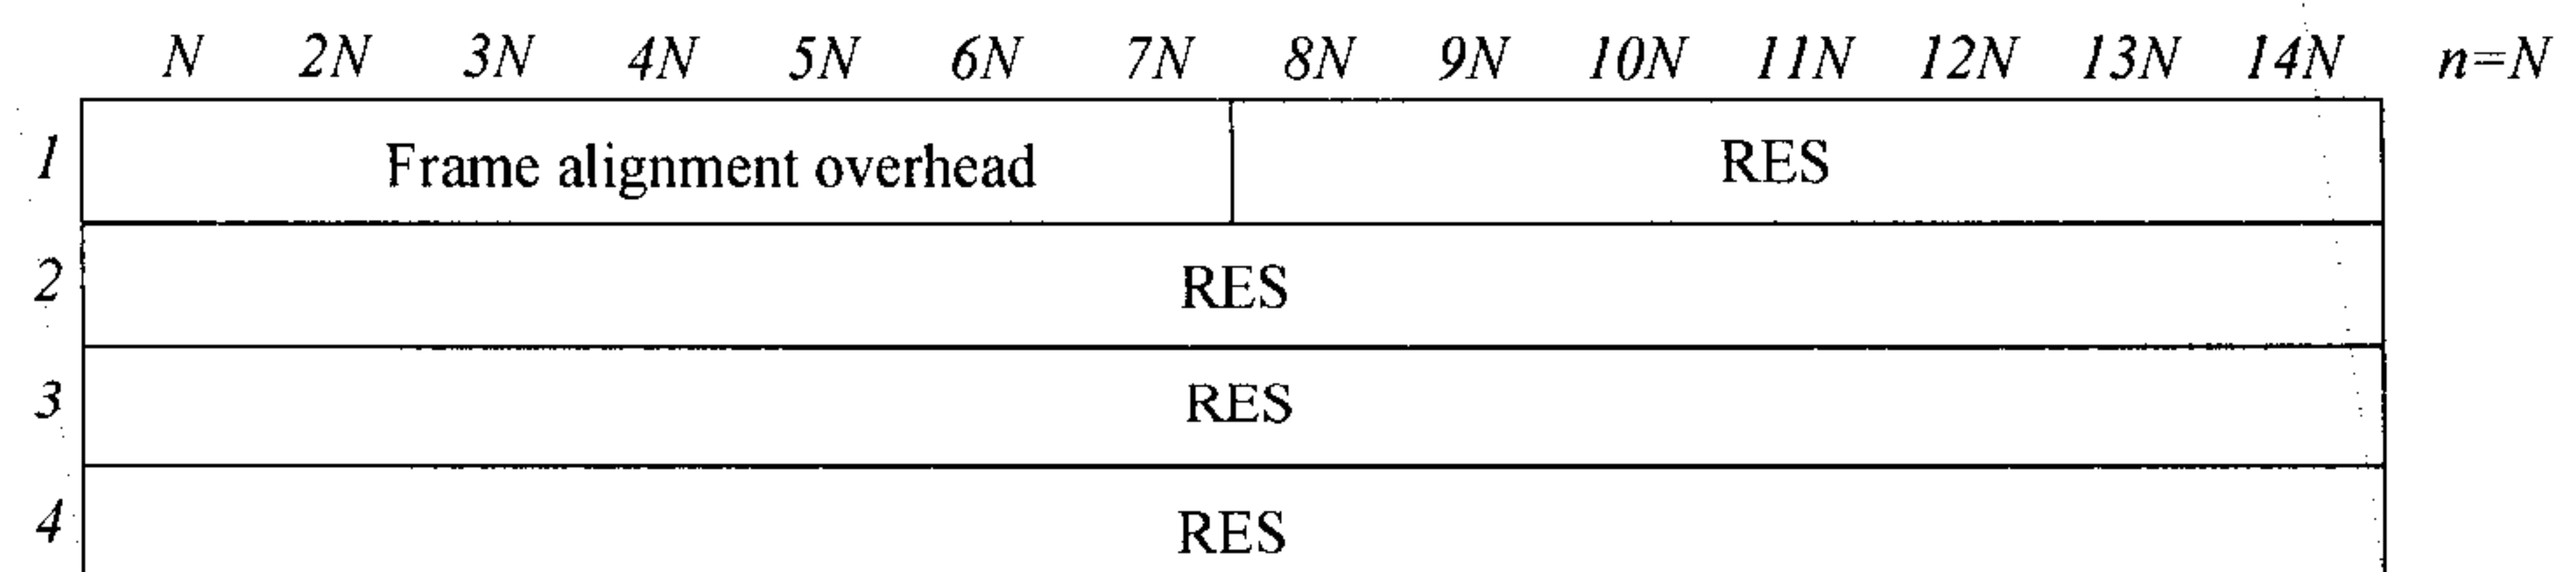 N 2N 3N 4N 5N 6N 7N 8N 9N 10N 11N 12N 13N 14N n=N
1 Frame alignment overhead RES
2 RES
3 RES
4 RES